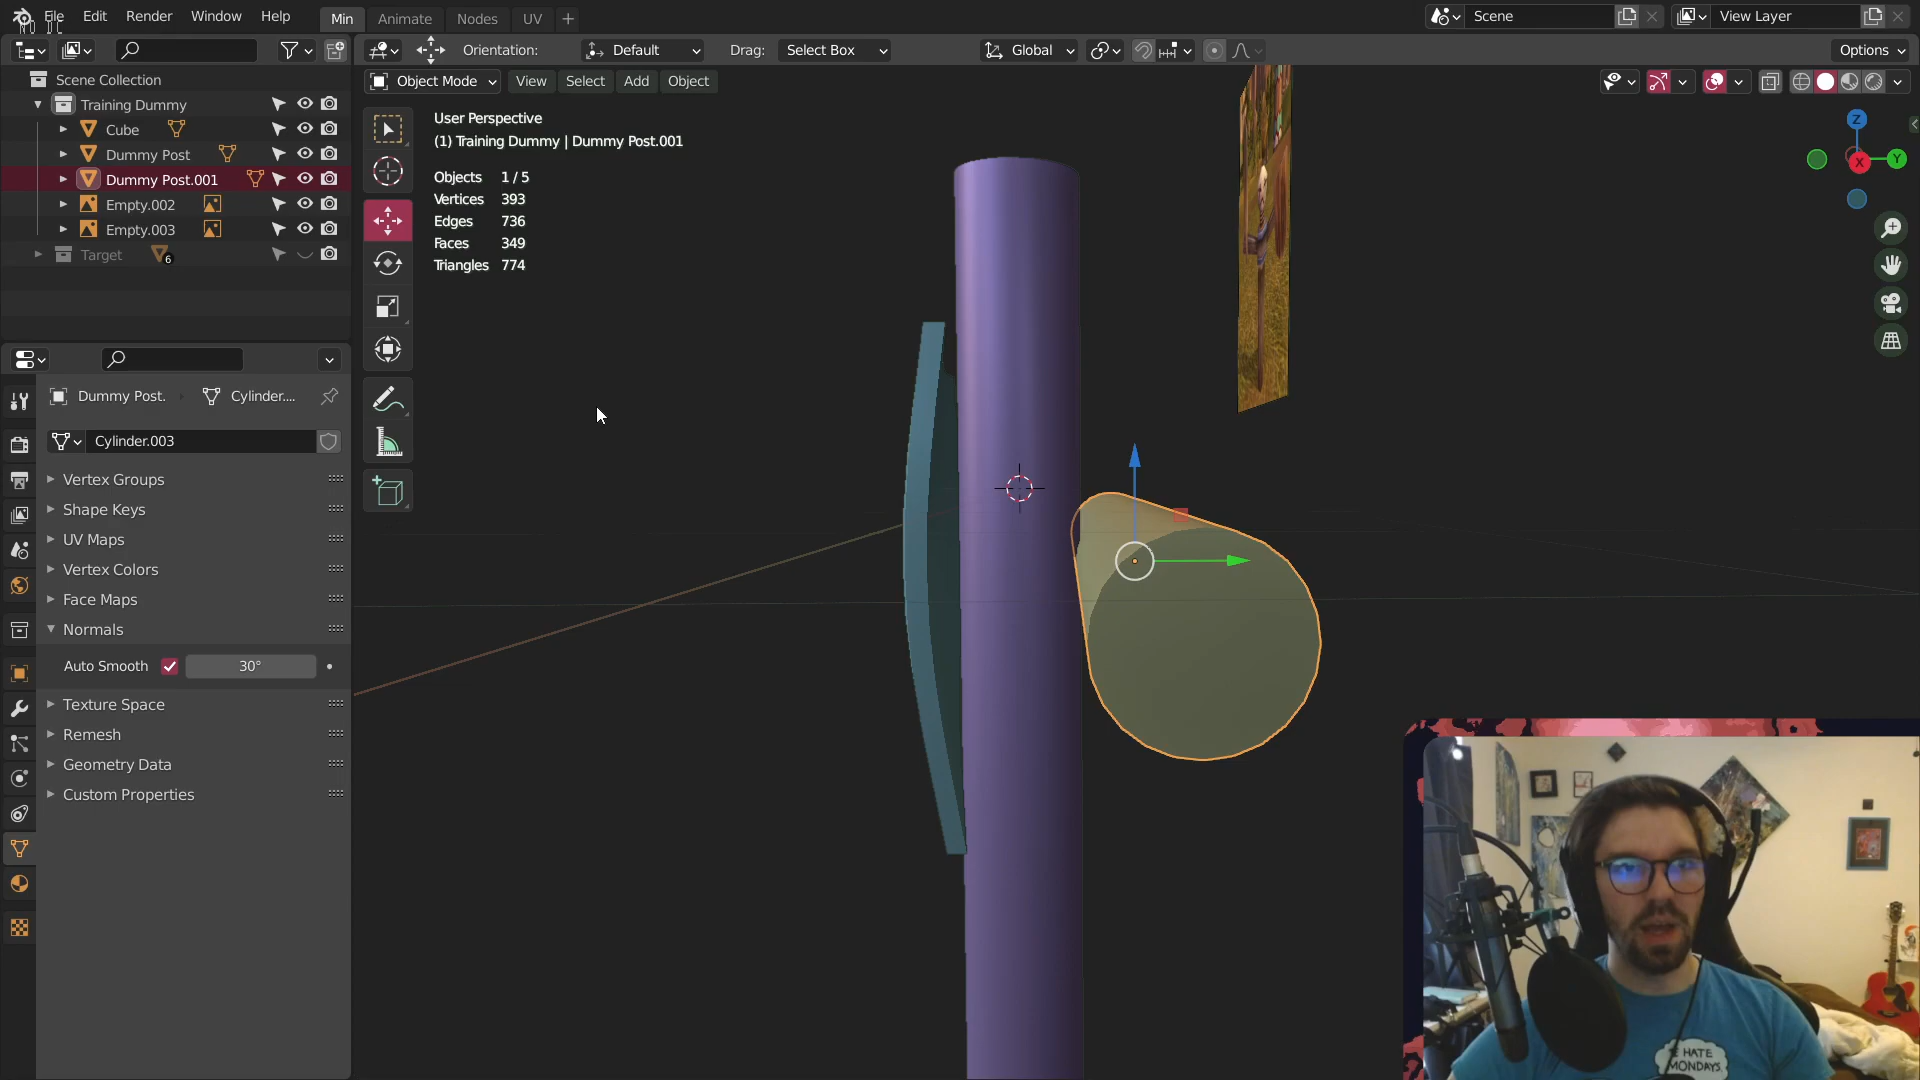 File Edit Render Window Help
Min Animate Nodes UV
Scene
View Layer
Orientation: Default Drag: Select Box Global Options
Object Mode View Select Add Object
Scene Collection
Training Dummy
Cube
Dummy Post
Dummy Post.001
Empty.002
Empty.003
Target 6
User Perspective
(1) Training Dummy | Dummy Post.001
Objects 1 / 5
Vertices 393
Edges 736
Faces 349
Triangles 774
Z
Y
X
Dummy Post. Cylinder....
Cylinder.003
Vertex Groups
Shape Keys
UV Maps
Vertex Colors
Face Maps
Normals
Auto Smooth 30°
Texture Space
Remesh
Geometry Data
Custom Properties
HATE
MONDAYS